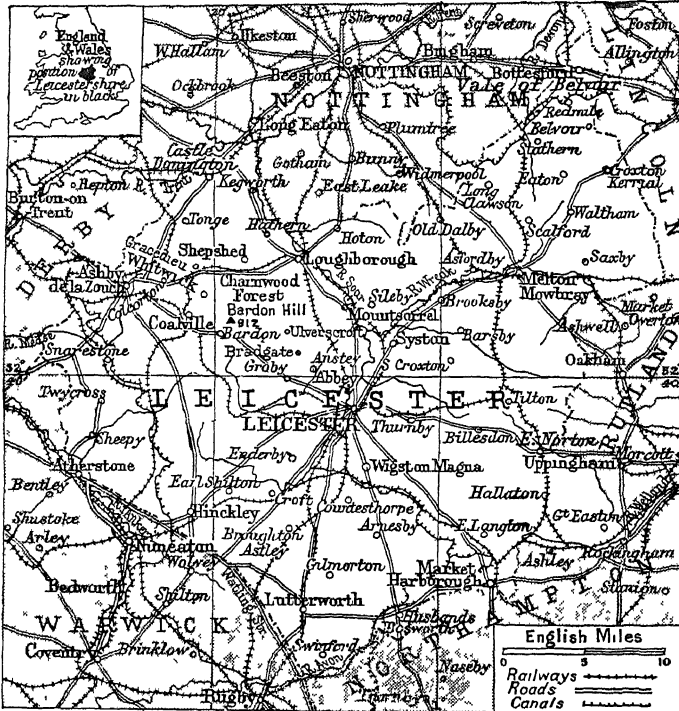 England
& Wales
showing
position of
Leicestershire
in black
Sherwood
Ilkeston
Screveton
Foston
W. Hallam
Bingham
R. Devon
Allington
Beeston
NOTTINGHAM
Bottesford
Ockbrook
Vale of Belvoir
NOTTINGHAM
Redmile
Long Eaton
Plumtree
Belvoir
Castle
Donington
Stathern
Gotham
Bunny
Widmerpool
Croxton
Kerrial
Repton
R. Trent
Kegworth
East Leake
Long
Clawson
Eaton
Burton-on
Trent
Waltham
Tonge
Hathern
Old Dalby
Scalford
Hoton
DERBY
Gracedieu
Shepshed
Loughborough
Asfordby
Saxby
Whitwick
Ashby
de la Zouch
Charnwood
Forest
R. Soar
R. Wreak
Melton
Mowbray
Sileby
Brooksby
Market
Overton
Bardon Hill
912
Mountsorrel
Coalville
Ashwell
Bardon
Ulverscroft
Syston
Barsby
Snarestone
Bradgate
Oakham
Groby
Anstey
S. Croxton
Abbey
Twycross
LEICESTER
Tilton
RUTLAND
LEICESTER
Thurnby
Billesdon
E. Norton
Sheepy
Enderby
Uppingham
Morcott
Atherstone
Wigston Magna
Bentley
Earl Shilton
Hallaton
Croft
Shustoke
Hinckley
Cowdesthorpe
Gt. Easton
R. Welland
Arley
Broughton
Astley
Arnesby
E. Langton
Nuneaton
Rockingham
Wolvey
Gilmorton
Market
Harborough
Ashley
Bedworth
Watling St.
Shilton
Lutterworth
Stanion
WARWICK
Husbands
Bosworth
English Miles
0 5 10
Coventry
Brinklow
Swinford
R. Avon
NORTHAMPTON
Naseby
Railways
Roads
Rugby
Canals